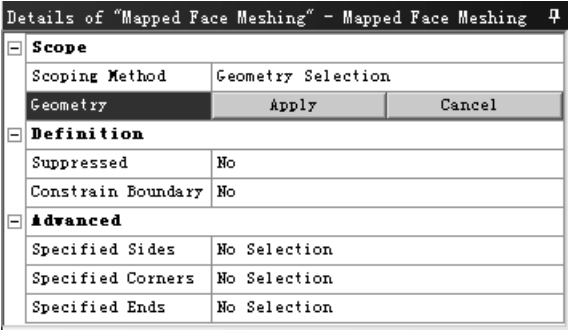 Details of "Mapped Face Meshing" - Mapped Face Meshing
Scope
Scoping Method Geometry Selection
Geometry Apply Cancel
Definition
Suppressed No
Constrain Boundary No
Advanced
Specified Sides No Selection
Specified Corners No Selection
Specified Ends No Selection